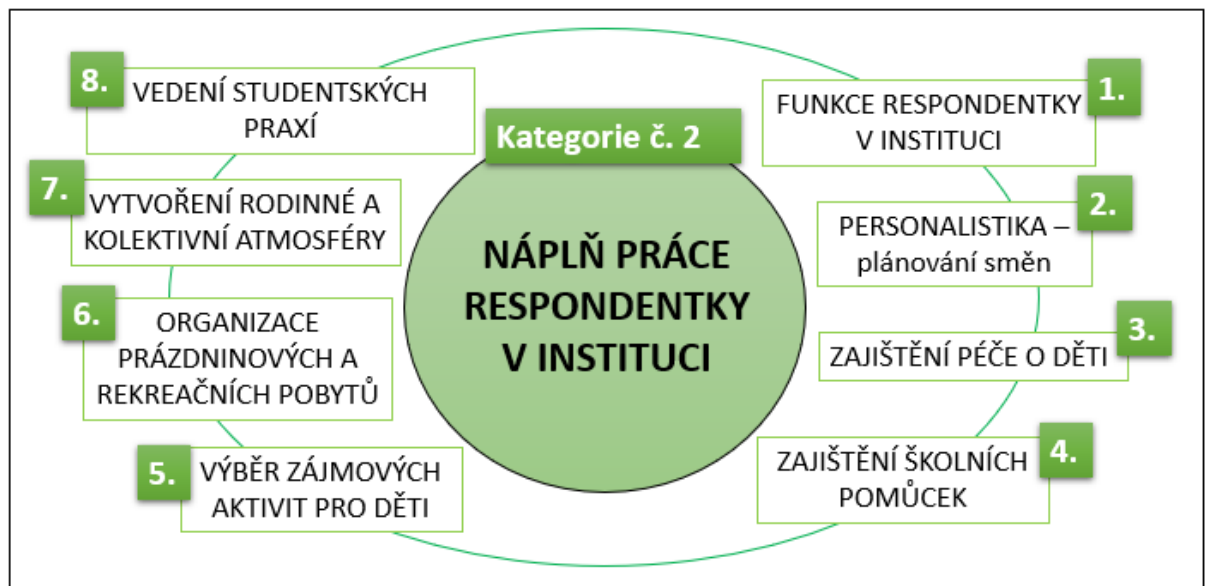 Kategorie č. 2
NÁPLŇ PRÁCE
RESPONDENTKY
V INSTITUCI
1.
FUNKCE RESPONDENTKY
V INSTITUCI
2.
PERSONALISTIKA –
plánování směn
3.
ZAJIŠTĚNÍ PÉČE O DĚTI
4.
ZAJIŠTĚNÍ ŠKOLNÍCH
POMŮCEK
5.
VÝBĚR ZÁJMOVÝCH
AKTIVIT PRO DĚTI
6.
ORGANIZACE
PRÁZDNINOVÝCH A
REKREAČNÍCH POBYTŮ
7.
VYTVOŘENÍ RODINNÉ A
KOLEKTIVNÍ ATMOSFÉRY
8.
VEDENÍ STUDENTSKÝCH
PRAXÍ